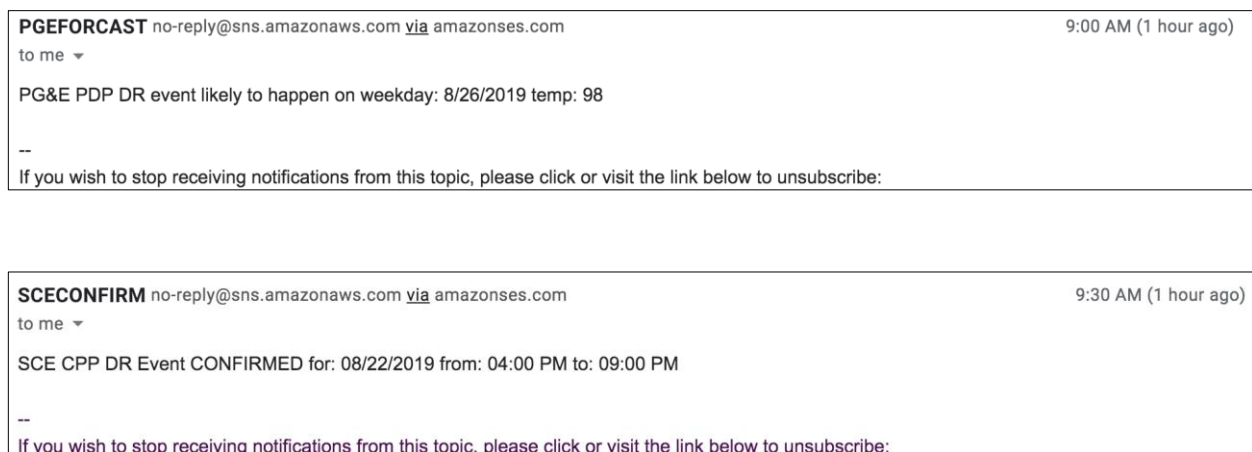 PGEFORCAST no-reply@sns.amazonaws.com via amazonses.com 9:00 AM (1 hour ago)
to me
PG&E PDP DR event likely to happen on weekday: 8/26/2019 temp: 98
--
If you wish to stop receiving notifications from this topic, please click or visit the link below to unsubscribe:
SCECONFIRM no-reply@sns.amazonaws.com via amazonses.com 9:30 AM (1 hour ago)
to me
SCE CPP DR Event CONFIRMED for: 08/22/2019 from: 04:00 PM to: 09:00 PM
--
If you wish to stop receiving notifications from this topic, please click or visit the link below to unsubscribe: